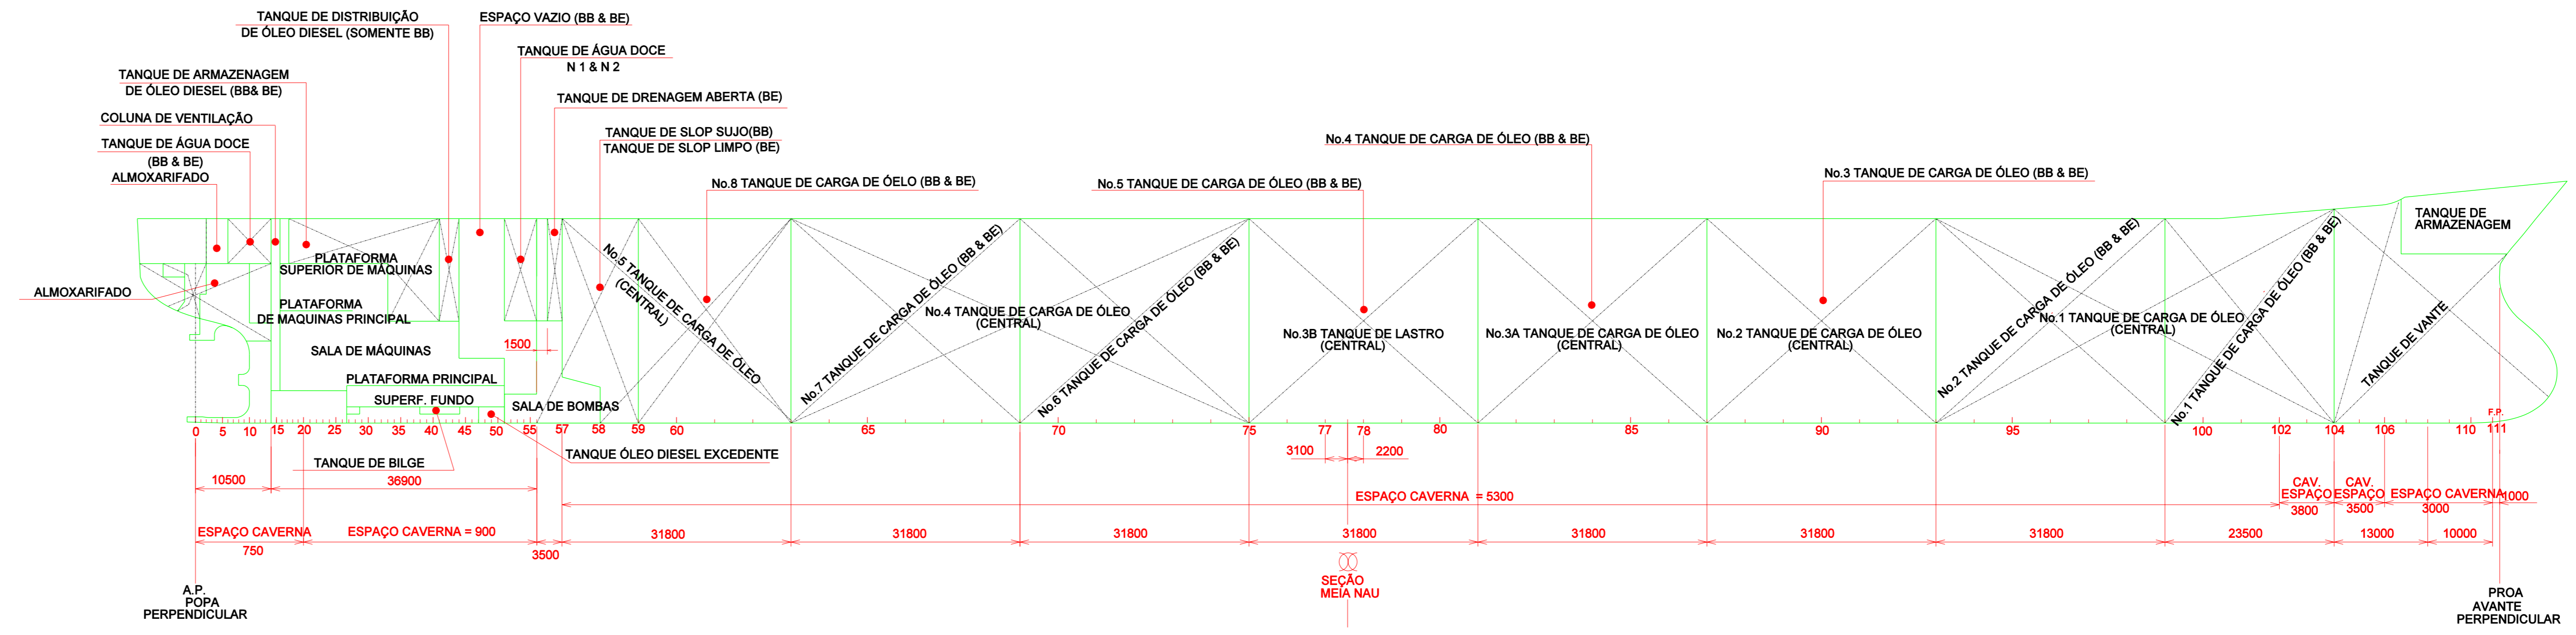 TANQUE DE DISTRIBUIÇÃO
DE ÓLEO DIESEL (SOMENTE BB)
ESPAÇO VAZIO (BB & BE)
TANQUE DE ÁGUA DOCE
N 1 & N 2
TANQUE DE ARMAZENAGEM
DE ÓLEO DIESEL (BB& BE)
TANQUE DE DRENAGEM ABERTA (BE)
COLUNA DE VENTILAÇÃO
TANQUE DE SLOP SUJO(BB)
TANQUE DE SLOP LIMPO (BE)
TANQUE DE ÁGUA DOCE
(BB & BE)
ALMOXARIFADO
No.8 TANQUE DE CARGA DE ÓELO (BB & BE)
No.5 TANQUE DE CARGA DE ÓLEO (BB & BE)
No.4 TANQUE DE CARGA DE ÓLEO (BB & BE)
No.3 TANQUE DE CARGA DE ÓLEO (BB & BE)
TANQUE DE
ARMAZENAGEM
PLATAFORMA
SUPERIOR DE MÁQUINAS
ALMOXARIFADO
PLATAFORMA
DE MAQUINAS PRINCIPAL
SALA DE MÁQUINAS
PLATAFORMA PRINCIPAL
SUPERF. FUNDO
SALA DE BOMBAS
1500
No.5 TANQUE DE CARGA DE ÓLEO
(CENTRAL)
No.7 TANQUE DE CARGA DE ÓLEO (BB & BE)
No.4 TANQUE DE CARGA DE ÓLEO
(CENTRAL)
No.6 TANQUE DE CARGA DE ÓLEO (BB & BE)
No.3B TANQUE DE LASTRO
(CENTRAL)
No.3A TANQUE DE CARGA DE ÓLEO
(CENTRAL)
No.2 TANQUE DE CARGA DE ÓLEO
(CENTRAL)
No.2 TANQUE DE CARGA DE ÓLEO (BB & BE)
No.1 TANQUE DE CARGA DE ÓLEO
(CENTRAL)
No.1 TANQUE DE CARGA DE ÓLEO (BB & BE)
TANQUE DE VANTE
F.P.
0 5 10 15 20 25 30 35 40 45 50 55 57 58 59 60 65 70 75 77 78 80 85 90 95 100 102 104 106 110 111
TANQUE DE BILGE
TANQUE ÓLEO DIESEL EXCEDENTE
3100
2200
10500
36900
ESPAÇO CAVERNA = 5300
CAV.
ESPAÇO
3800
CAV.
ESPAÇO
3500
ESPAÇO CAVERNA
3000
1000
ESPAÇO CAVERNA
750
ESPAÇO CAVERNA = 900
3500
31800 31800 31800 31800 31800 31800 31800 23500 13000 10000
SEÇÃO
MEIA NAU
A.P.
POPA
PERPENDICULAR
PROA
AVANTE
PERPENDICULAR